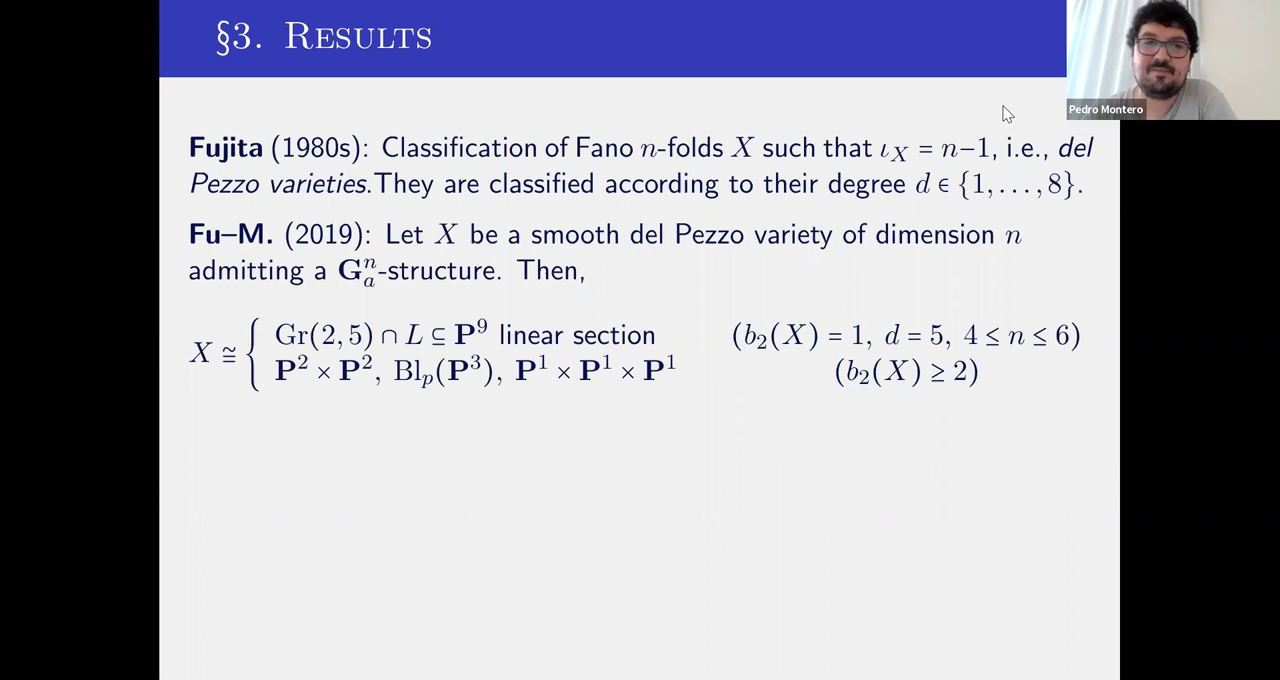 §3. Results
Pedro Montero
Fujita (1980s): Classification of Fano n-folds X such that ι_X = n−1, i.e., del
Pezzo varieties.They are classified according to their degree d ∈ {1, . . . , 8}.
Fu–M. (2019): Let X be a smooth del Pezzo variety of dimension n
admitting a G_a^n-structure. Then,
X ≅ { Gr(2, 5) ∩ L ⊆ P^9 linear section (b_2(X) = 1, d = 5, 4 ≤ n ≤ 6)
P^2 × P^2, Bl_p(P^3), P^1 × P^1 × P^1 (b_2(X) ≥ 2)